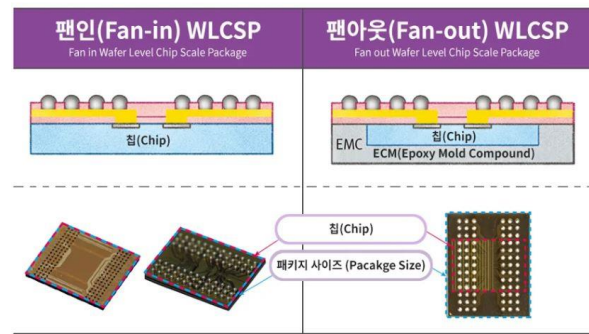 팬인(Fan-in) WLCSP
Fan in Wafer Level Chip Scale Package
팬아웃(Fan-out) WLCSP
Fan out Wafer Level Chip Scale Package
칩(Chip)
칩(Chip)
EMC
ECM(Epoxy Mold Compound)
칩(Chip)
패키지 사이즈 (Pacakge Size)